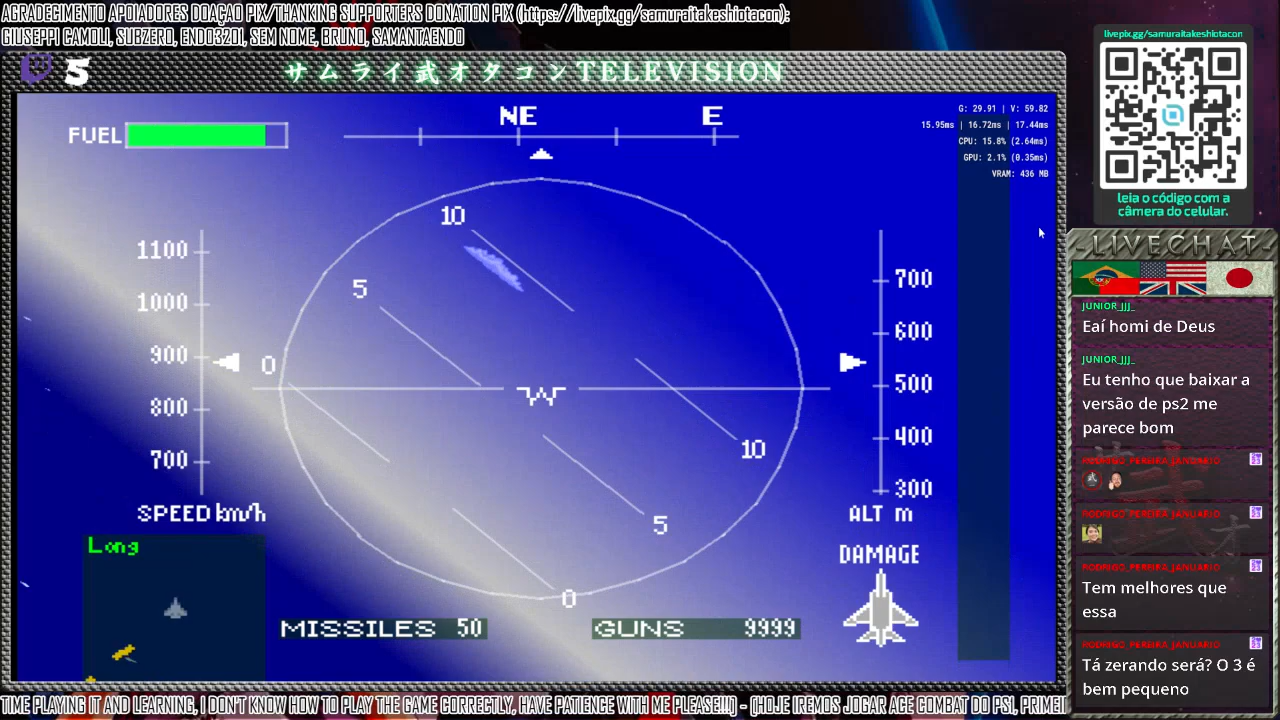 AGRADECIMENTO APOIADORES DOAÇÃO PIX/THANKING SUPPORTERS DONATION PIX (https://livepix.gg/samuraitakeshiotacon):
GIUSEPPI CAMOLI, SUBZERO, ENDO3201, SEM NOME, BRUNO, SAMANTAENDO
5
サムライ武オタコンTELEVISION
livepix.gg/samuraitakeshiotacon
leia o código com a
câmera do celular.
FUEL
NE
E
G: 29.91 | V: 59.82
15.95ms | 16.72ms | 17.44ms
CPU: 15.8% (2.64ms)
GPU: 2.1% (0.35ms)
VRAM: 436 MB
10
5
0
10
5
0
1100
1000
900
800
700
SPEED km/h
700
600
500
400
300
ALT m
DAMAGE
Long
MISSILES 50
GUNS 9999
-LIVECHAT-
JUNIOR_JJJ_
Eaí homi de Deus
JUNIOR_JJJ_
Eu tenho que baixar a
versão de ps2 me
parece bom
RODRIGO_PEREIRA_JANUARIO
RODRIGO_PEREIRA_JANUARIO
RODRIGO_PEREIRA_JANUARIO
Tem melhores que
essa
RODRIGO_PEREIRA_JANUARIO
Tá zerando será? O 3 é
bem pequeno
TIME PLAYING IT AND LEARNING, I DON'T KNOW HOW TO PLAY THE GAME CORRECTLY, HAVE PATIENCE WITH ME PLEASE!!!) - (HOJE IREMOS JOGAR ACE COMBAT DO PS1, PRIMEI